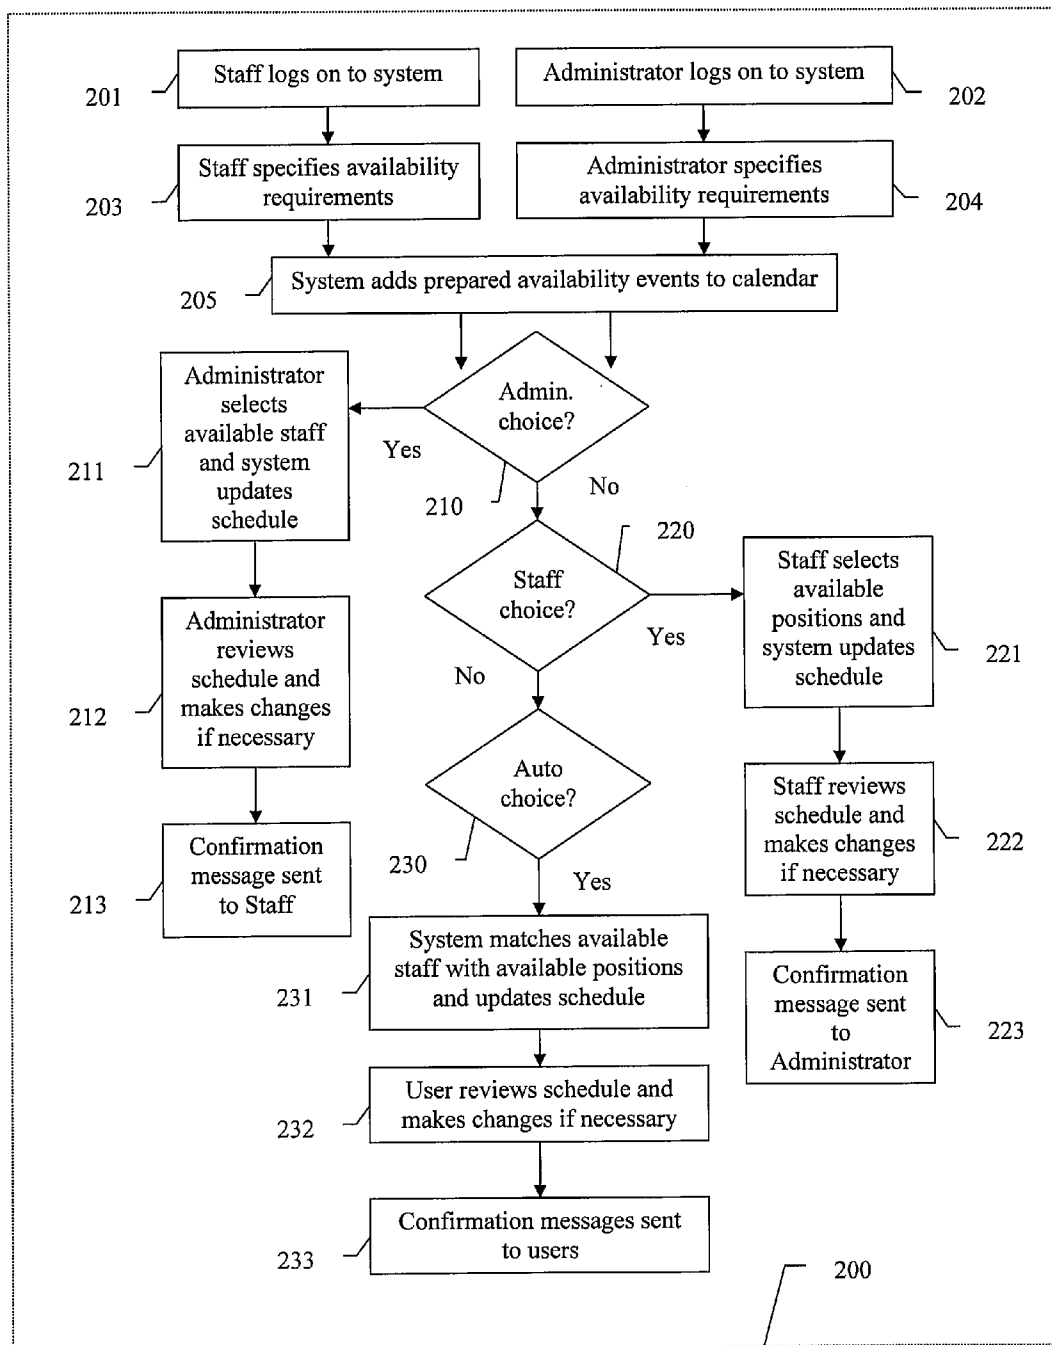 Staff logs on to system
Administrator logs on to system
201
202
Staff specifies availability
requirements
Administrator specifies
availability requirements
203
204
System adds prepared availability events to calendar
205
Admin.
choice?
Yes
No
210
Administrator
selects
available staff
and system
updates
schedule
211
Administrator
reviews
schedule and
makes changes
if necessary
212
Confirmation
message sent
to Staff
213
Staff
choice?
220
Yes
No
Staff selects
available
positions and
system updates
schedule
221
Staff reviews
schedule and
makes changes
if necessary
222
Confirmation
message sent
to
Administrator
223
Auto
choice?
230
Yes
System matches available
staff with available positions
and updates schedule
231
User reviews schedule and
makes changes if necessary
232
Confirmation messages sent
to users
233
200